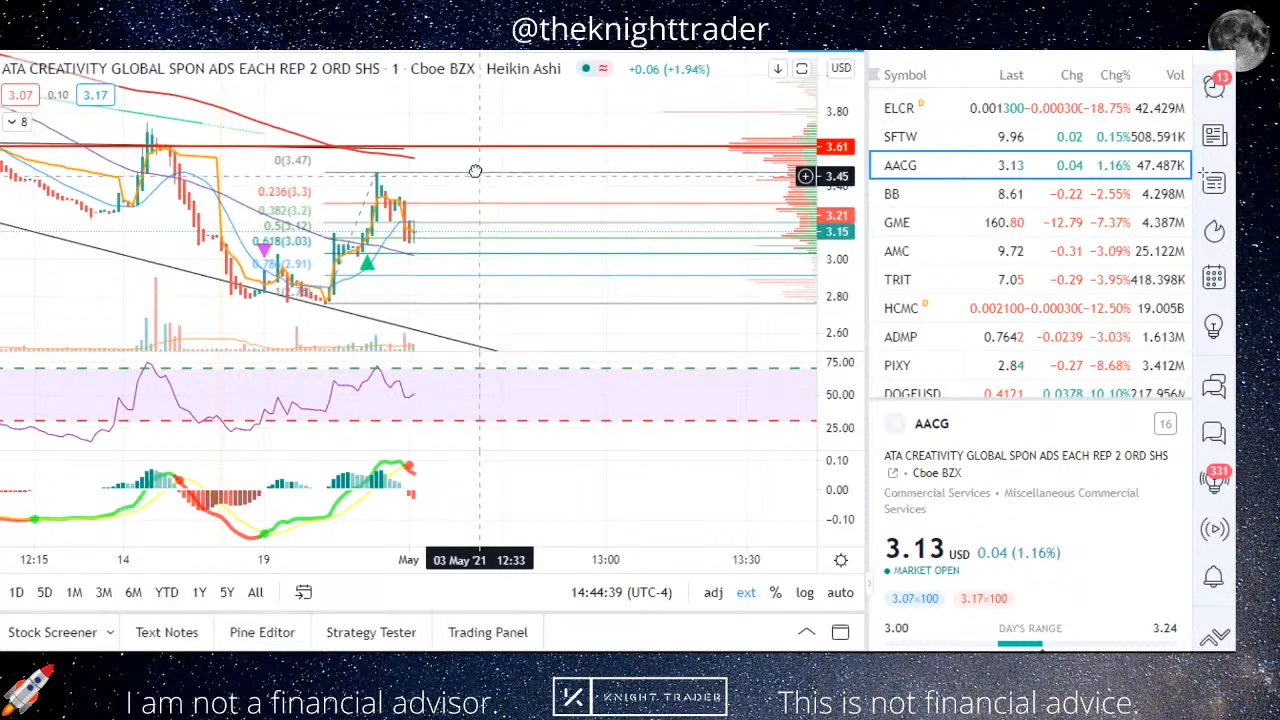 @theknighttrader
ATA CREATIVITY GLOBAL SPON ADS EACH REP 2 ORD SHS · 1 · Cboe BZX · Heikin Ashi +0.06 (+1.94%) USD
3.07 0.10 3.17
8
3.80
3.61
3.45
3.40
3.21
3.15
3.00
2.80
2.60
0(3.47)
0.236(3.3)
0.382(3.2)
0.5(3.12)
0.618(3.03)
75.00
50.00
25.00
0.10
0.00
−0.10
12:15 14 19 May 03 May '21 12:33 13:00 13:30
1D 5D 1M 3M 6M YTD 1Y 5Y All 14:44:39 (UTC-4) adj ext % log auto
Stock Screener Text Notes Pine Editor Strategy Tester Trading Panel
Symbol Last Chg Chg% Vol
ELCR D 0.001300 −0.00030( −18.75% 42.429M
SFTW 9.96 0.02 0.15% 508.591K
AACG 3.13 0.04 1.16% 47.487K
BB 8.61 −0.22 −2.55% 4.298M
GME 160.80 −12.79 −7.37% 4.387M
AMC 9.72 −0.31 −3.09% 25.122M
TRIT 7.05 −0.29 −3.95% 418.398K
HCMC D 0.002100 −0.00030( −12.50% 19.005B
ADMP 0.7642 −0.0239 −3.03% 1.613M
PIXY 2.84 −0.27 −8.68% 3.412M
DOGEUSD 0.4121 0.0378 10.10% 217.956M
AACG 16
ATA CREATIVITY GLOBAL SPON ADS EACH REP 2 ORD SHS
• Cboe BZX
Commercial Services • Miscellaneous Commercial
Services
3.13 USD 0.04 (1.16%)
MARKET OPEN
3.07×100 3.17×100
3.00 DAY'S RANGE 3.24
13
331
I am not a financial advisor.
KNIGHT TRADER
This is not financial advice.